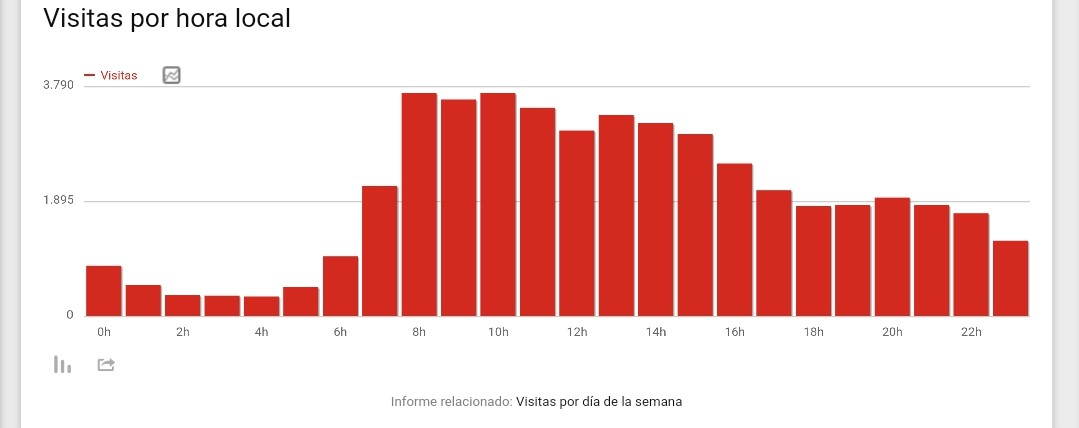 Visitas por hora local
Visitas
3.790
1.895
0
0h 2h 4h 6h 8h 10h 12h 14h 16h 18h 20h 22h
Informe relacionado: Visitas por día de la semana